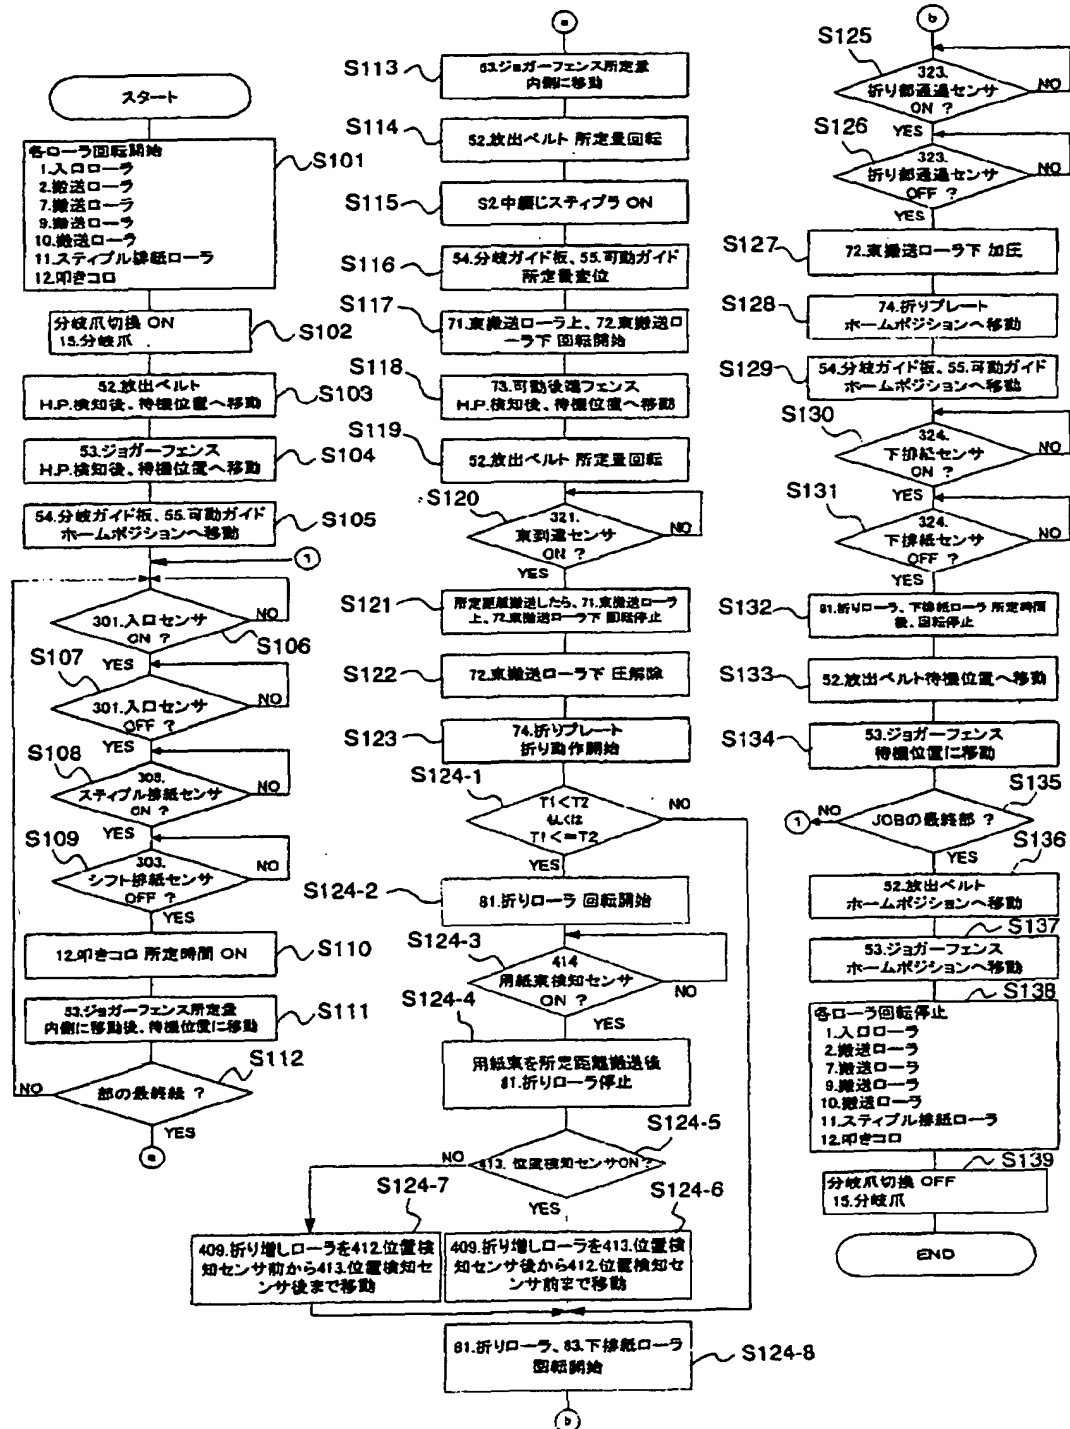 スタート
各ローラ回転開始
1.入口ローラ
2.搬送ローラ
7.搬送ローラ
9.搬送ローラ
10.搬送ローラ
11.スティプル排紙ローラ
12.叩きコロ
S101
分岐爪切換 ON
15.分岐爪
S102
52.放出ベルト
H.P.検知後、待機位置へ移動
S103
53.ジョガーフェンス
H.P.検知後、待機位置へ移動
S104
54.分岐ガイド板、55.可動ガイド
ホームポジションへ移動
S105
1
301.入口センサ
ON ?
NO
S106
YES
S107
301.入口センサ
OFF ?
NO
YES
S108
305.
スティプル排紙センサ
ON ?
NO
YES
S109
303.
シフト排紙センサ
OFF ?
NO
YES
12.叩きコロ 所定時間 ON
S110
53.ジョガーフェンス所定量
内側に移動後、待機位置に移動
S111
S112
部の最終紙 ?
NO
YES
a
a
S113
53.ジョガーフェンス所定量
内側に移動
S114
52.放出ベルト 所定量回転
S115
S2.中綴じスティプラ ON
S116
54.分岐ガイド板、55.可動ガイド
所定量変位
S117
71.束搬送ローラ上、72.束搬送ロ
ーラ下 回転開始
S118
73.可動後端フェンス
H.P.検知後、待機位置へ移動
S119
52.放出ベルト 所定量回転
S120
321.
束到達センサ
ON ?
NO
YES
S121
所定距離搬送したら、71.束搬送ローラ
上、72.束搬送ローラ下 回転停止
S122
72.束搬送ローラ下 圧解除
S123
74.折りプレート
折り動作開始
S124-1
T1<T2
もしくは
T1<=T2
NO
YES
S124-2
81.折りローラ 回転開始
S124-3
414
用紙束検知センサ
ON ?
NO
YES
S124-4
用紙束を所定距離搬送後
81.折りローラ停止
S124-5
413. 位置検知センサON ?
NO
YES
S124-7
409.折り増しローラを412.位置検
知センサ前から413.位置検知セ
ンサ後まで移動
S124-6
409.折り増しローラを413.位置検
知センサ後から412.位置検知セ
ンサ前まで移動
81.折りローラ、83.下排紙ローラ
回転開始
S124-8
b
b
S125
323.
折り部通過センサ
ON ?
NO
YES
S126
323.
折り部通過センサ
OFF ?
NO
YES
S127
72.束搬送ローラ下 加圧
S128
74.折りプレート
ホームポジションへ移動
S129
54.分岐ガイド板、55.可動ガイド
ホームポジションへ移動
S130
324.
下排紙センサ
ON ?
NO
YES
S131
324.
下排紙センサ
OFF ?
NO
YES
S132
81.折りローラ、下排紙ローラ 所定時間
後、回転停止
S133
52.放出ベルト待機位置へ移動
S134
53.ジョガーフェンス
待機位置に移動
S135
JOBの最終部 ?
NO
1
YES
S136
52.放出ベルト
ホームポジションへ移動
S137
53.ジョガーフェンス
ホームポジションへ移動
S138
各ローラ回転停止
1.入口ローラ
2.搬送ローラ
7.搬送ローラ
9.搬送ローラ
10.搬送ローラ
11.スティプル排紙ローラ
12.叩きコロ
S139
分岐爪切換 OFF
15.分岐爪
END